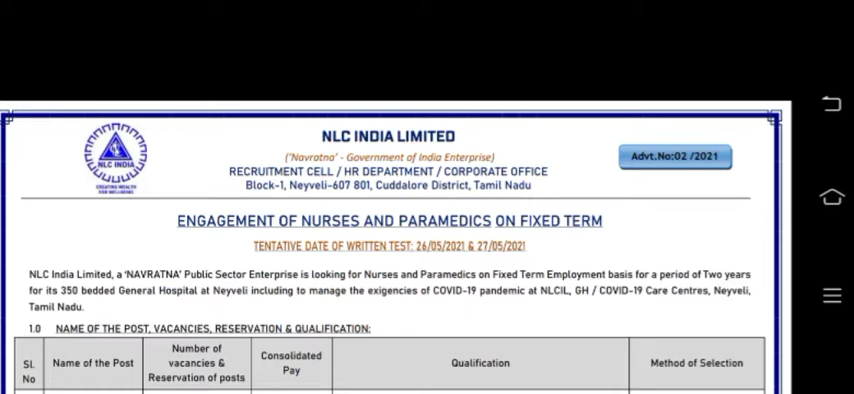 NLC INDIA LIMITED
('Navratna' - Government of India Enterprise)
RECRUITMENT CELL / HR DEPARTMENT / CORPORATE OFFICE
Block-1, Neyveli-607 801, Cuddalore District, Tamil Nadu
Advt.No:02 /2021
NLC INDIA
CREATING WEALTH
FOR WELLBEING
ENGAGEMENT OF NURSES AND PARAMEDICS ON FIXED TERM
TENTATIVE DATE OF WRITTEN TEST: 26/05/2021 & 27/05/2021
NLC India Limited, a 'NAVRATNA' Public Sector Enterprise is looking for Nurses and Paramedics on Fixed Term Employment basis for a period of Two years
for its 350 bedded General Hospital at Neyveli including to manage the exigencies of COVID-19 pandemic at NLCIL, GH / COVID-19 Care Centres, Neyveli,
Tamil Nadu.
1.0 NAME OF THE POST, VACANCIES, RESERVATION & QUALIFICATION:
Sl. No
Name of the Post
Number of
vacancies &
Reservation of posts
Consolidated
Pay
Qualification
Method of Selection